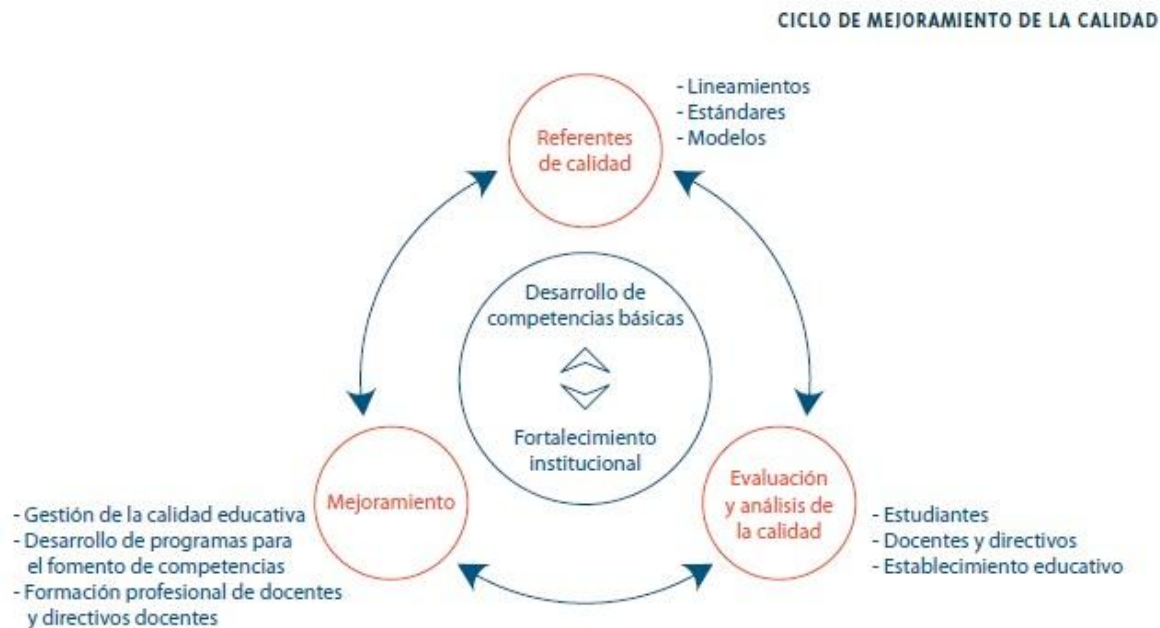 CICLO DE MEJORAMIENTO DE LA CALIDAD
Referentes
de calidad
- Lineamientos
- Estándares
- Modelos
Desarrollo de
competencias básicas
Fortalecimiento
institucional
Mejoramiento
- Gestión de la calidad educativa
- Desarrollo de programas para
el fomento de competencias
- Formación profesional de docentes
y directivos docentes
Evaluación
y análisis de
la calidad
- Estudiantes
- Docentes y directivos
- Establecimiento educativo